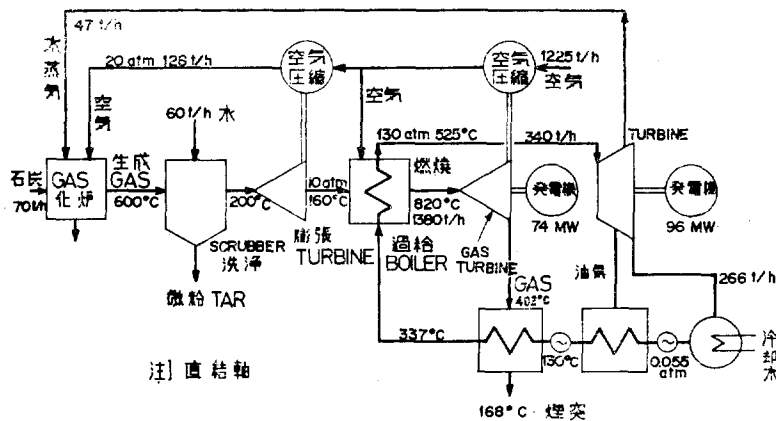 47 t/h
水蒸気
20 atm 126 t/h
空気
圧縮
空気
圧縮
1225 t/h
空気
空気
空気
60 t/h 水
130 atm 525°C
340 t/h
TURBINE
石炭
70t/h
GAS
化炉
生成
GAS
600°C
200°C
10 atm
160°C
燃焼
820°C
1380t/h
発電機
74 MW
発電機
96 MW
SCRUBBER
洗浄
膨張
TURBINE
過給
BOILER
GAS
TURBINE
微粉 TAR
GAS
402°C
油気
266 t/h
337°C
130°C
0.055
atm
冷却水
注] 直結軸
168°C 煙突